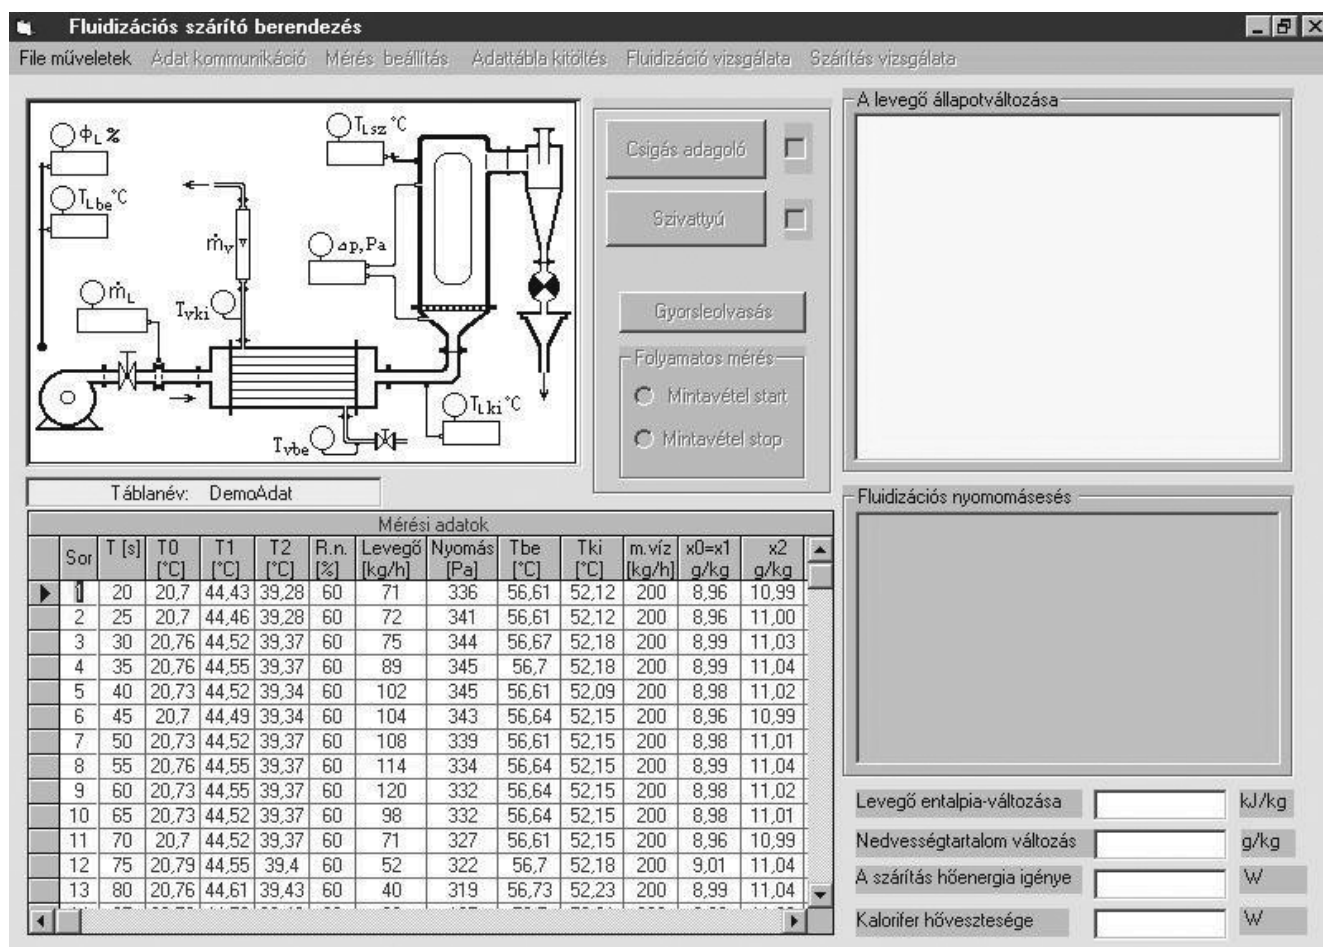 Fluidizációs szárító berendezés
File műveletek Adat kommunikáció Mérés beállítás Adattábla kitöltés Fluidizáció vizsgálata Szárítás vizsgálata
ϕL %
TLbe°C
ṁL
ṁv
Tvki
TLsz °C
Δp,Pa
TLki°C
Tvbe
Csigás adagoló
Szivattyú
Gyorsleolvasás
Folyamatos mérés
Mintavétel start
Mintavétel stop
A levegő állapotváltozása
Táblanév: DemoAdat
Mérési adatok
Sor T [s] T0 T1 T2 R.n. Levegő Nyomás Tbe Tki m.víz x0=x1 x2
[°C] [°C] [°C] [%] [kg/h] [Pa] [°C] [°C] [kg/h] g/kg g/kg
1 20 20,7 44,43 39,28 60 71 336 56,61 52,12 200 8,96 10,99
2 25 20,7 44,46 39,28 60 72 341 56,61 52,12 200 8,96 11,00
3 30 20,76 44,52 39,37 60 75 344 56,67 52,18 200 8,99 11,03
4 35 20,76 44,55 39,37 60 89 345 56,7 52,18 200 8,99 11,04
5 40 20,73 44,52 39,34 60 102 345 56,61 52,09 200 8,98 11,02
6 45 20,7 44,49 39,34 60 104 343 56,64 52,15 200 8,96 10,99
7 50 20,73 44,52 39,37 60 108 339 56,61 52,15 200 8,98 11,01
8 55 20,76 44,55 39,37 60 114 334 56,64 52,15 200 8,99 11,04
9 60 20,73 44,55 39,37 60 120 332 56,64 52,15 200 8,98 11,02
10 65 20,73 44,52 39,37 60 98 332 56,64 52,15 200 8,98 11,01
11 70 20,7 44,52 39,37 60 71 327 56,61 52,15 200 8,96 10,99
12 75 20,79 44,55 39,4 60 52 322 56,7 52,18 200 9,01 11,04
13 80 20,76 44,61 39,43 60 40 319 56,73 52,23 200 8,99 11,04
Fluidizációs nyomomásesés
Levegő entalpia-változása kJ/kg
Nedvességtartalom változás g/kg
A szárítás hőenergia igénye W
Kalorifer hővesztesége W